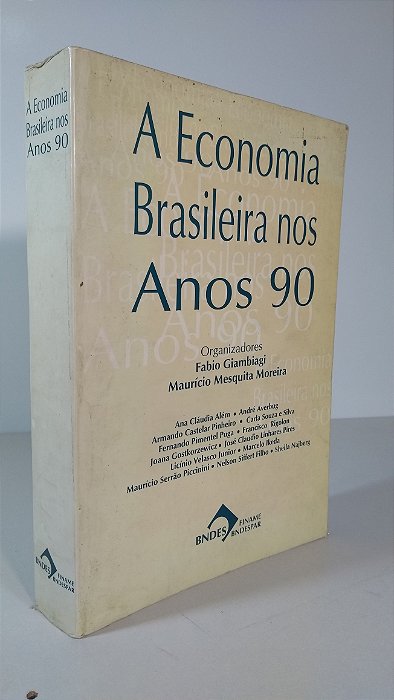 A Economia
Brasileira nos
Anos 90
A Economia
Brasileira nos
Anos 90
Organizadores
Fabio Giambiagi
Maurício Mesquita Moreira
Ana Cláudia Além • André Averbug
Armando Castelar Pinheiro • Carla Souza e Silva
Fernando Pimentel Puga • Francisco Rigolon
Joana Gostkorzewicz • José Claudio Linhares Pires
Licínio Velasco Junior • Marcelo Ikeda
Maurício Serrão Piccinini • Nelson Siffert Filho • Sheila Najberg
BNDES
FINAME
BNDESPAR
BNDES
FINAME
BNDESPAR